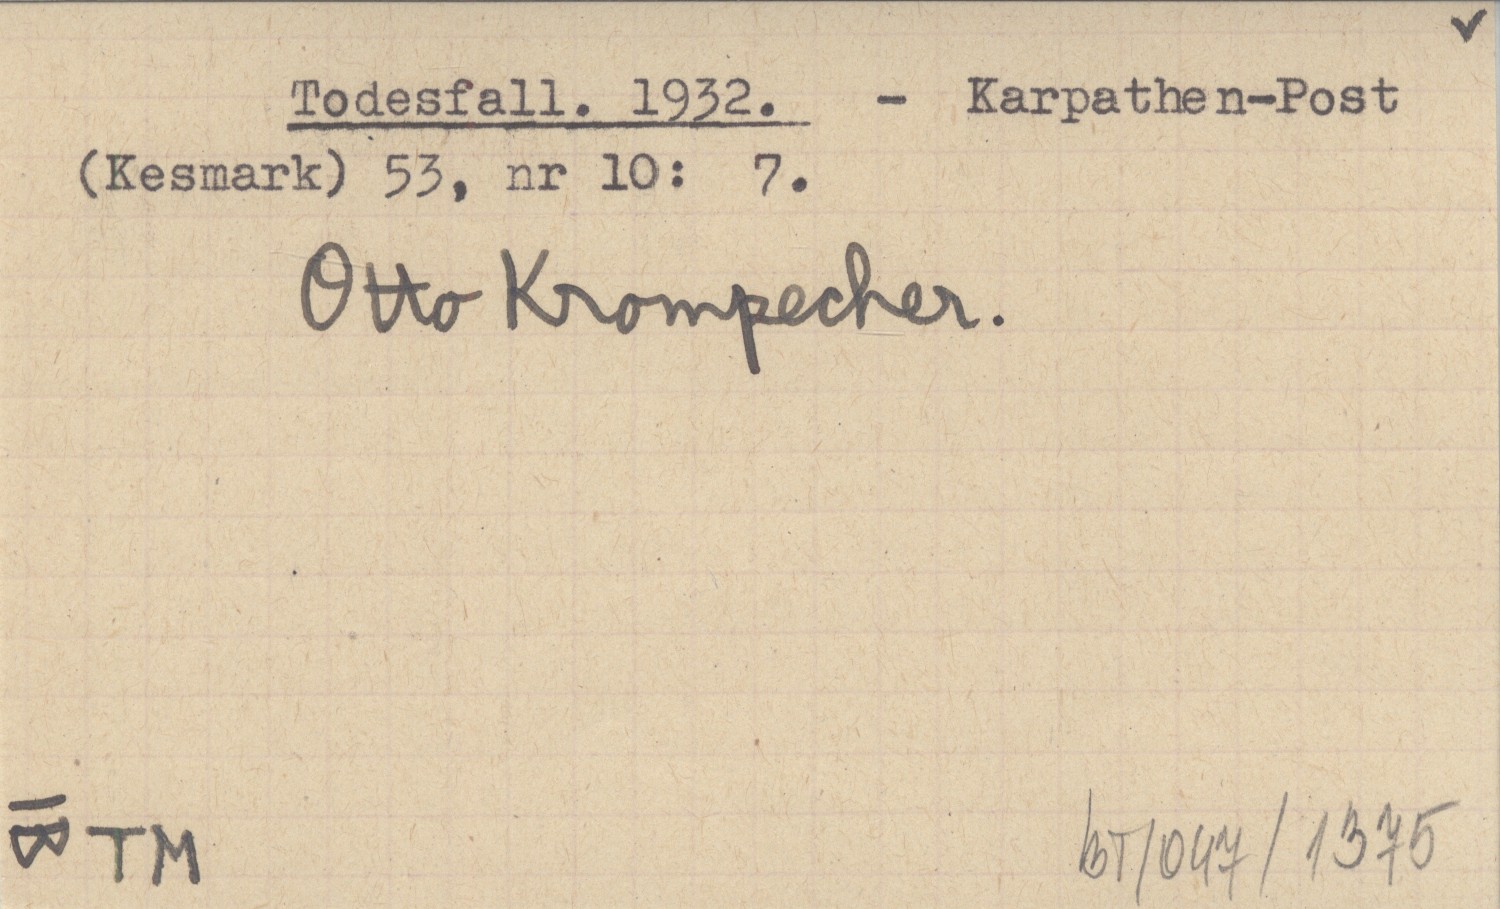 Todesfall. 1932. - Karpathen-Post
(Kesmark) 53, nr 10: 7.
Otto Krompecher.
TM
BT/047/1375